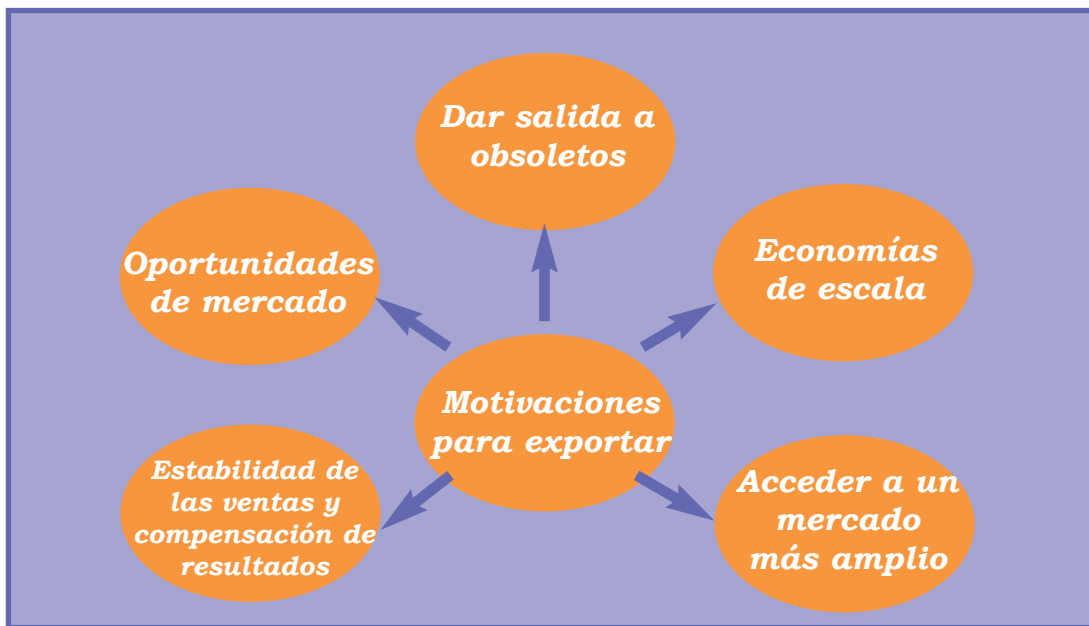 Dar salida a
obsoletos
Oportunidades
de mercado
Economías
de escala
Motivaciones
para exportar
Estabilidad de
las ventas y
compensación de
resultados
Acceder a un
mercado
más amplio